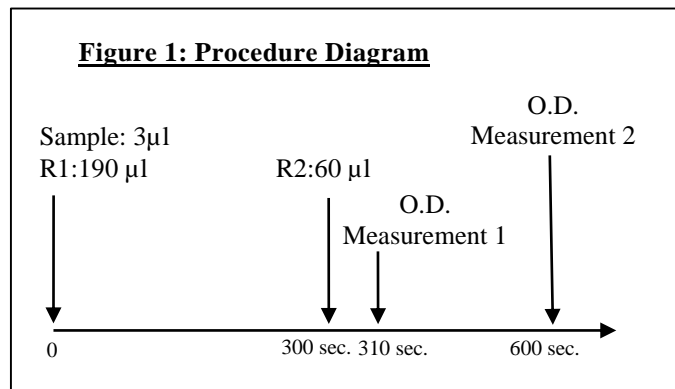 Figure 1: Procedure Diagram
O.D.
Measurement 2
Sample: 3µl
R1:190 µl
R2:60 µl
O.D.
Measurement 1
0
300 sec.
310 sec.
600 sec.